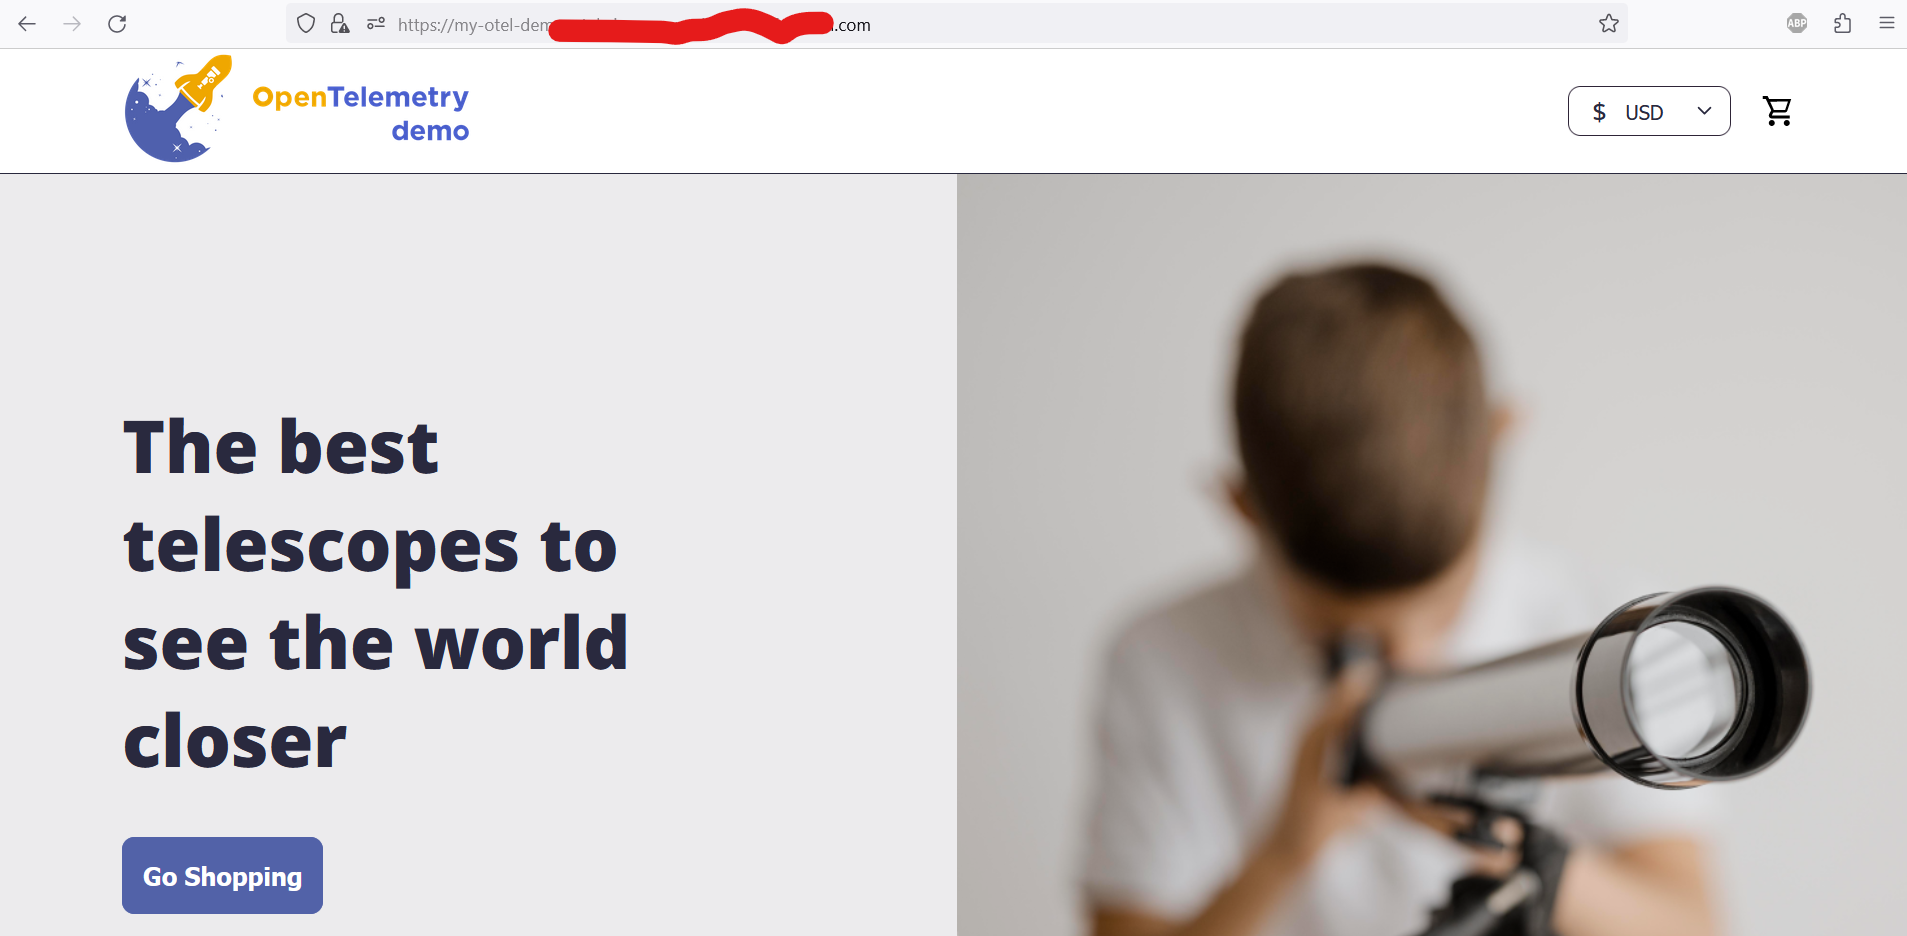 https://my-otel-dem .com
ABP
OpenTelemetry
demo
$ USD
The best
telescopes to
see the world
closer
Go Shopping